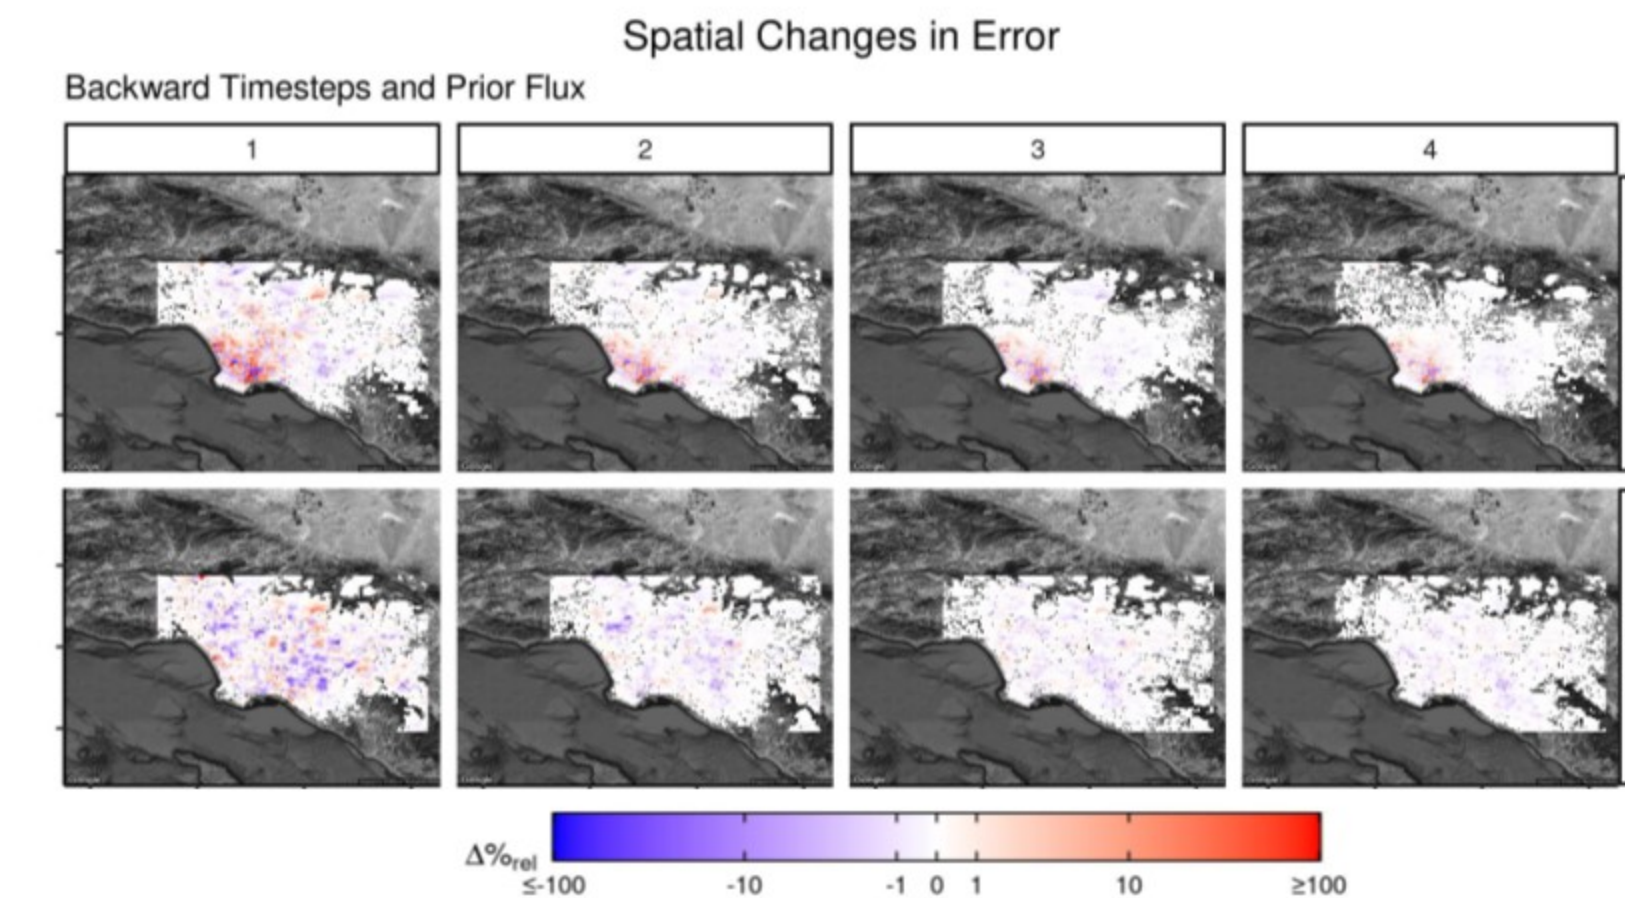 Spatial Changes in Error
Backward Timesteps and Prior Flux
1 2 3 4
Δ%rel
≤-100 -10 -1 0 1 10 ≥100